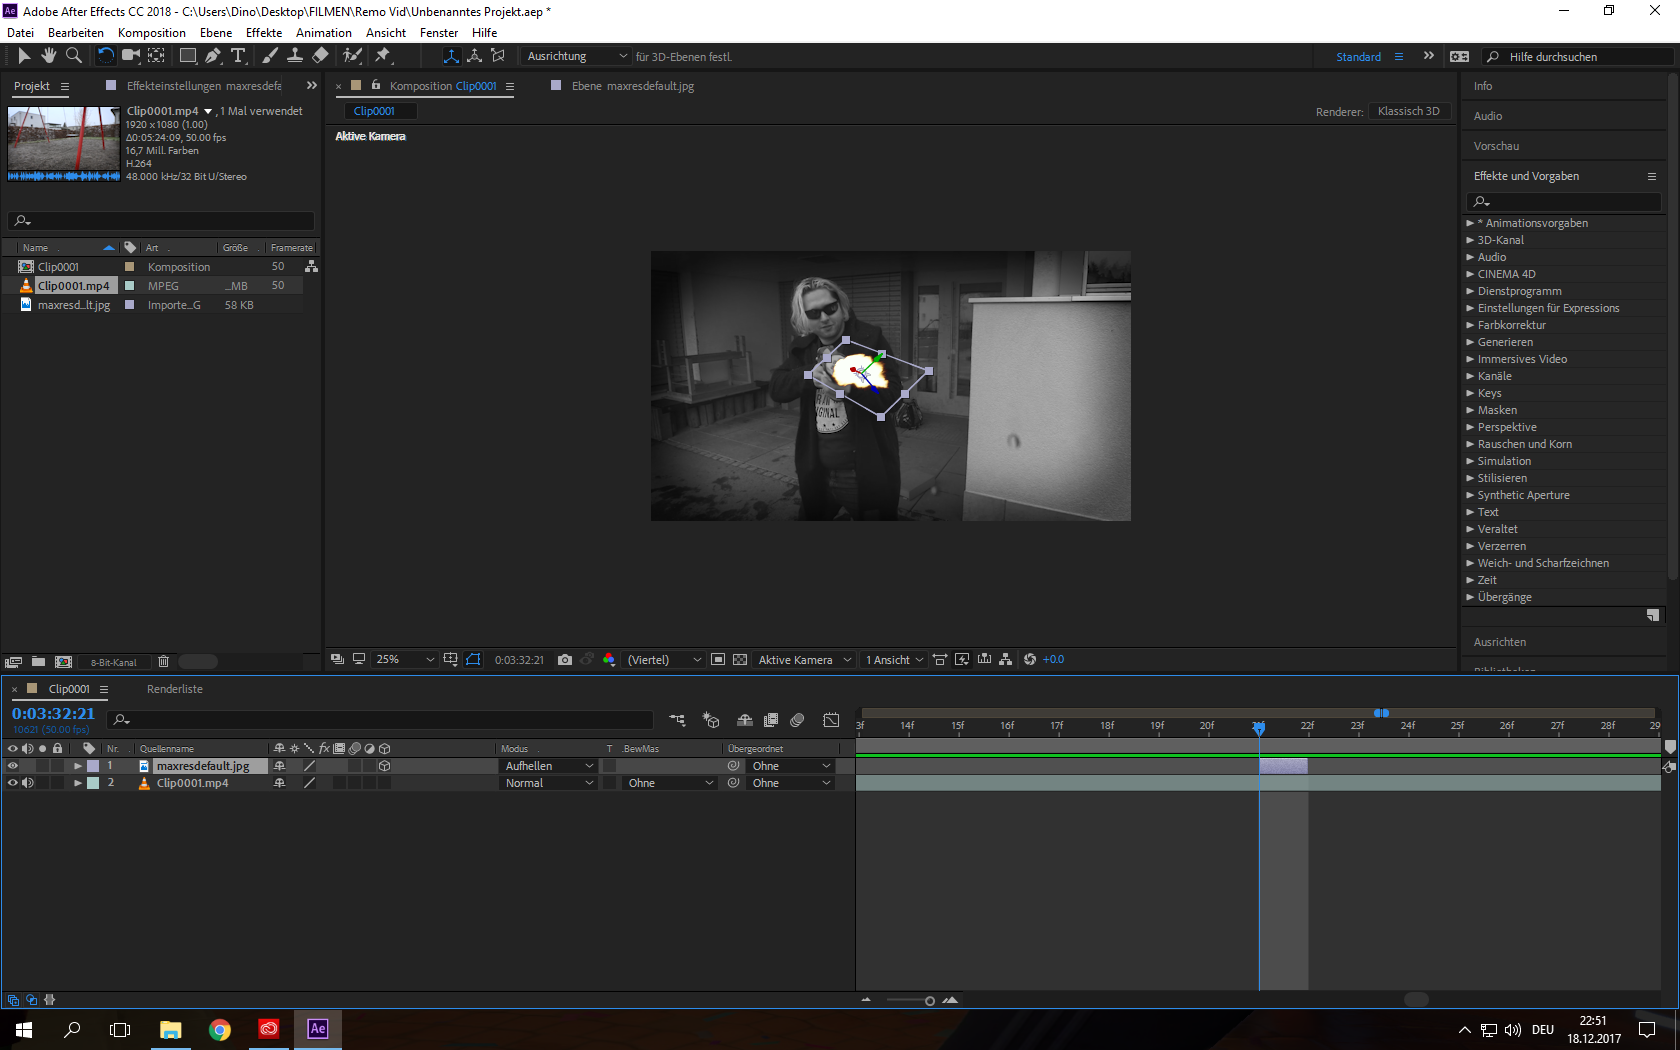 Ae Adobe After Effects CC 2018 - C:\Users\Dino\Desktop\FILMEN\Remo Vid\Unbenanntes Projekt.aep *
Datei Bearbeiten Komposition Ebene Effekte Animation Ansicht Fenster Hilfe
Ausrichtung für 3D-Ebenen festl. Standard Hilfe durchsuchen
Projekt Effekteinstellungen maxresdefa
Clip0001.mp4 , 1 Mal verwendet
1920 x 1080 (1.00)
Δ0:05:24:09, 50.00 fps
16,7 Mill. Farben
H.264
48.000 kHz/32 Bit U/Stereo
Name Art Größe Framerate
Clip0001 Komposition 50
Clip0001.mp4 MPEG ...MB 50
maxresd...lt.jpg Importe...G 58 KB
8-Bit-Kanal
Komposition Clip0001 Ebene maxresdefault.jpg
Clip0001 Renderer: Klassisch 3D
Aktive Kamera
RAW
ORIGINAL
25% 0:03:32:21 (Viertel) Aktive Kamera 1 Ansicht +0.0
Info
Audio
Vorschau
Effekte und Vorgaben
* Animationsvorgaben
3D-Kanal
Audio
CINEMA 4D
Dienstprogramm
Einstellungen für Expressions
Farbkorrektur
Generieren
Immersives Video
Kanäle
Keys
Masken
Perspektive
Rauschen und Korn
Simulation
Stilisieren
Synthetic Aperture
Text
Veraltet
Verzerren
Weich- und Scharfzeichnen
Zeit
Übergänge
Ausrichten
Bibliotheken
Clip0001 Renderliste
0:03:32:21
10621 (50.00 fps)
3f 14f 15f 16f 17f 18f 19f 20f 21f 22f 23f 24f 25f 26f 27f 28f 29
Nr. Quellenname fx Modus T .BewMas Übergeordnet
1 maxresdefault.jpg Aufhellen Ohne
2 Clip0001.mp4 Normal Ohne Ohne
Ae DEU 22:51
18.12.2017